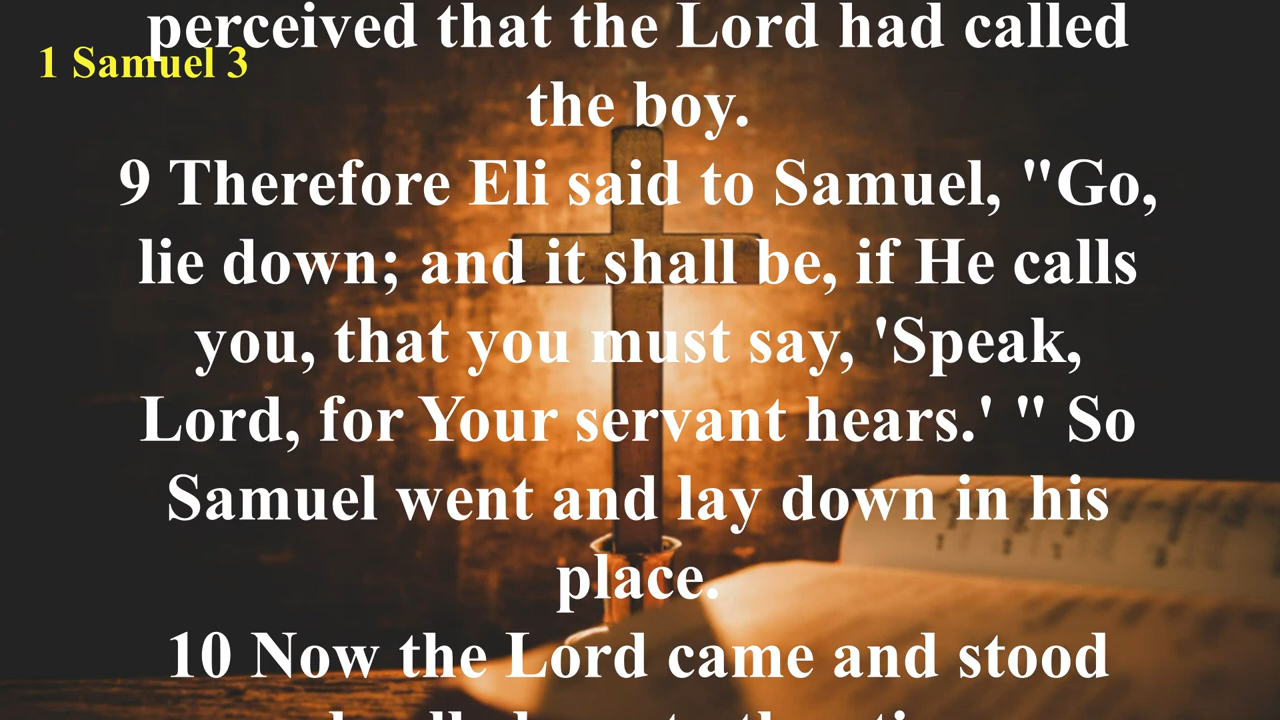 perceived that the Lord had called
1 Samuel 3
the boy.
9 Therefore Eli said to Samuel, "Go,
lie down; and it shall be, if He calls
you, that you must say, 'Speak,
Lord, for Your servant hears.' " So
Samuel went and lay down in his
place.
10 Now the Lord came and stood